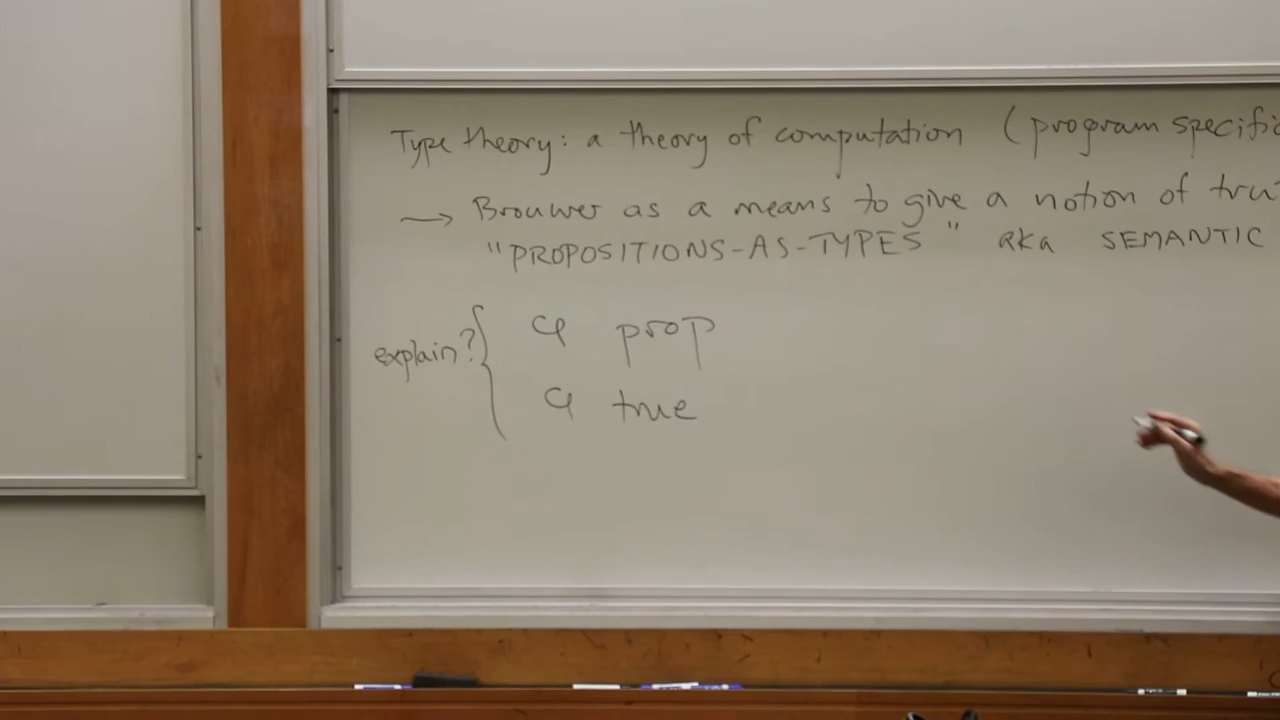 Type theory: a theory of computation (program specifi
→ Brouwer as a means to give a notion of tru
"PROPOSITIONS-AS-TYPES" aka SEMANTIC
explain? { φ prop
φ true